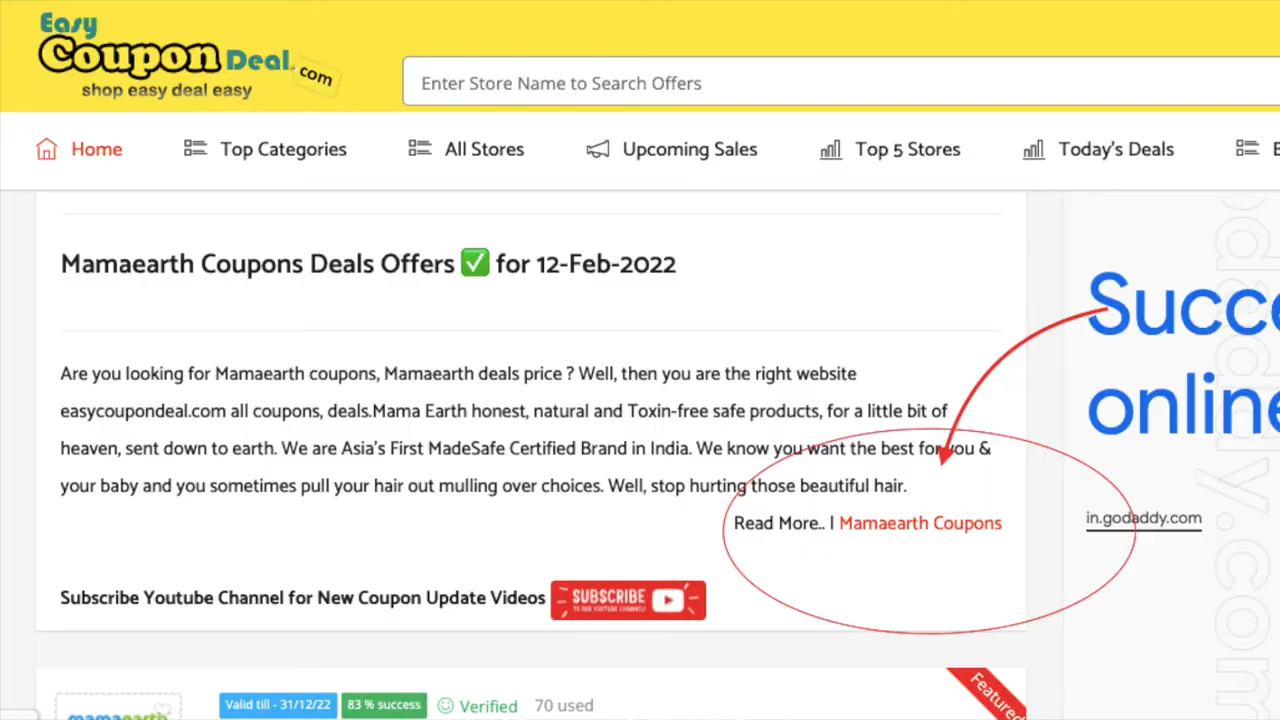 Easy
Coupon Deal.com
shop easy deal easy
Enter Store Name to Search Offers
Home
Top Categories
All Stores
Upcoming Sales
Top 5 Stores
Today's Deals
Mamaearth Coupons Deals Offers ✅ for 12-Feb-2022
Are you looking for Mamaearth coupons, Mamaearth deals price ? Well, then you are the right website
easycoupondeal.com all coupons, deals.Mama Earth honest, natural and Toxin-free safe products, for a little bit of
heaven, sent down to earth. We are Asia's First MadeSafe Certified Brand in India. We know you want the best for you &
your baby and you sometimes pull your hair out mulling over choices. Well, stop hurting those beautiful hair.
Read More.. | Mamaearth Coupons
Subscribe Youtube Channel for New Coupon Update Videos
SUBSCRIBE
TO OUR YOUTUBE CHANNEL!
Succe
online
in.godaddy.com
mamaearth
Valid till - 31/12/22
83 % success
Verified
70 used
Featured